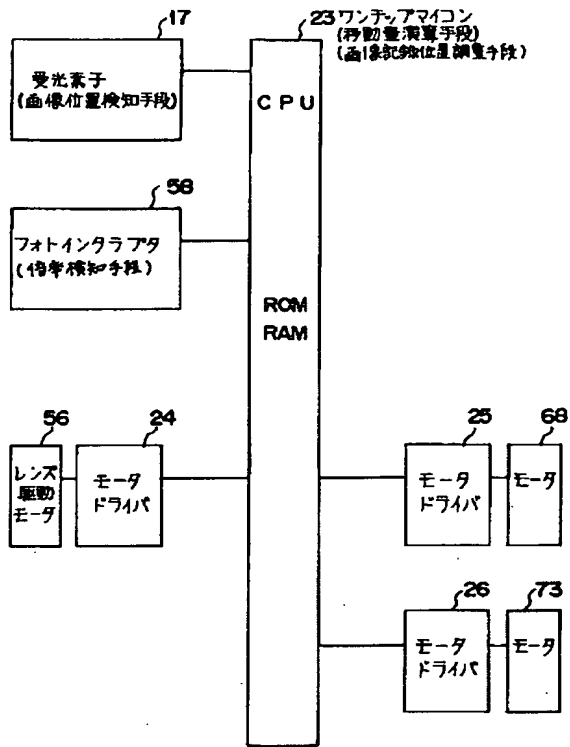 17
受光素子
(画像位置検知手段)
23 ワンチップマイコン
(移動量演算手段)
(画像記録位置調整手段)
CPU
58
フォトインタラプタ
(倍率検知手段)
ROM
RAM
56
レンズ
駆動
モータ
24
モータ
ドライバ
25
モータ
ドライバ
68
モータ
26
モータ
ドライバ
73
モータ